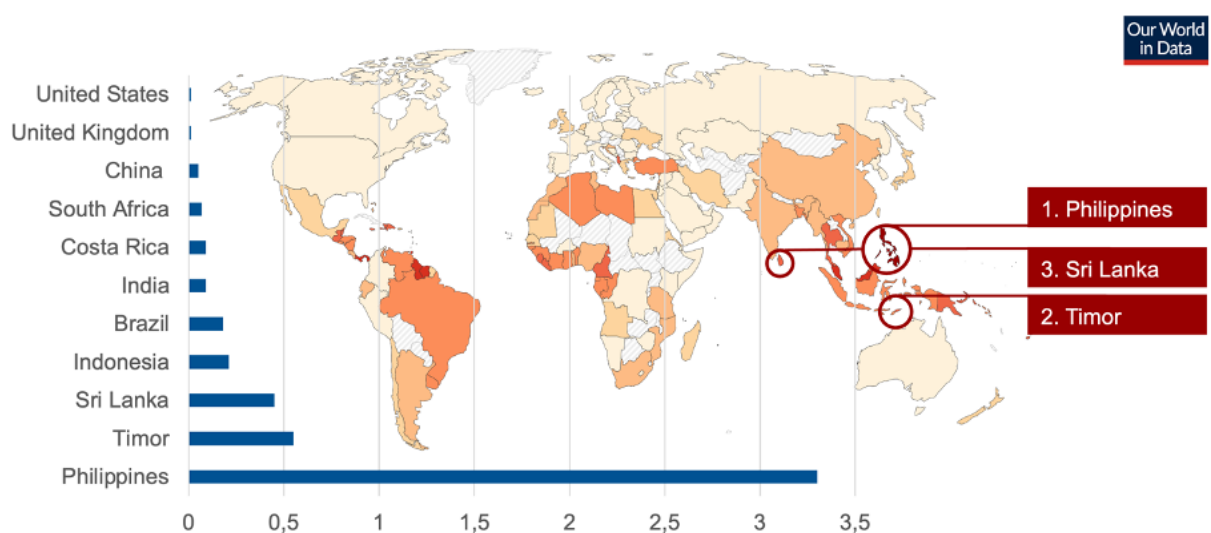 Our World
in Data
United States
United Kingdom
China
South Africa
Costa Rica
India
Brazil
Indonesia
Sri Lanka
Timor
Philippines
0
0,5
1
1,5
2
2,5
3
3,5
1. Philippines
3. Sri Lanka
2. Timor